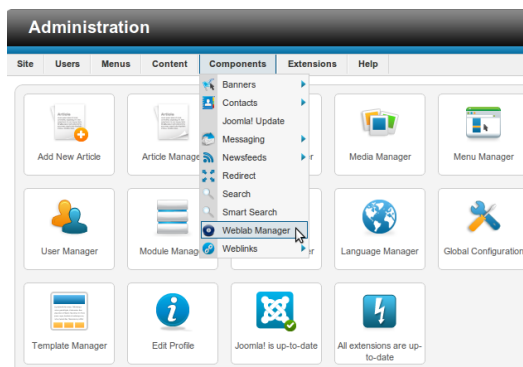 Administration
Site Users Menus Content Components Extensions Help
Banners
Contacts
Joomla! Update
Messaging
Newsfeeds
Redirect
Search
Smart Search
Weblab Manager
Weblinks
Add New Article
Article Manage
r
Media Manager
Menu Manager
User Manager
Module Manag
er
Language Manager
Global Configuration
Template Manager
Edit Profile
Joomla! is up-to-date
All extensions are up-
to-date